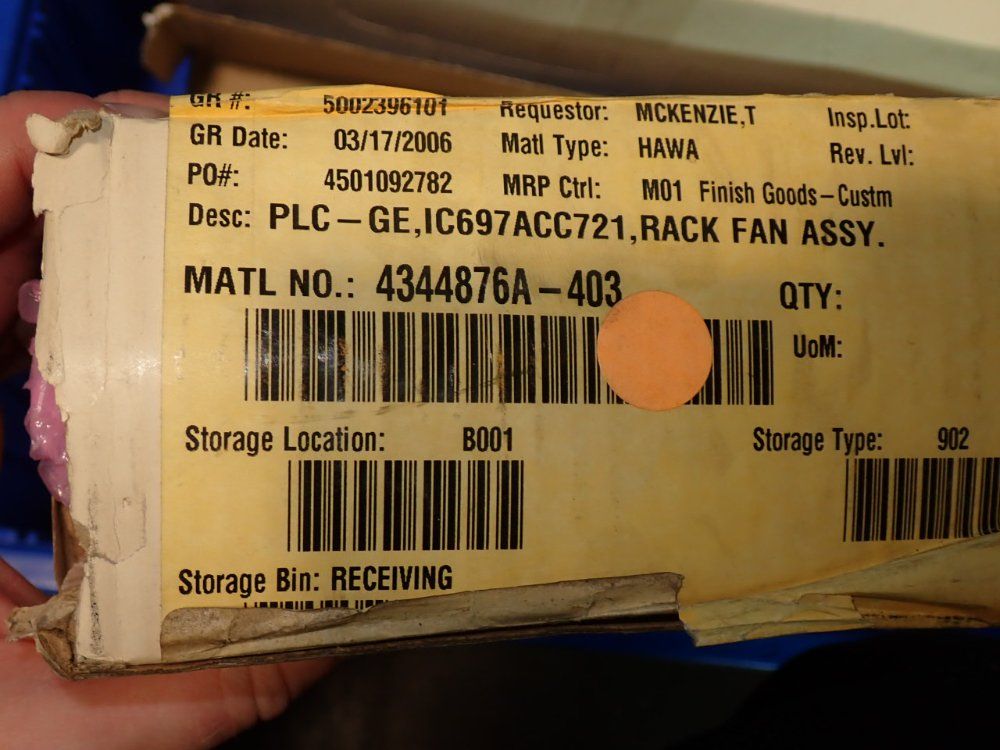 GR #: 5002396101 Requestor: MCKENZIE,T Insp.Lot:
GR Date: 03/17/2006 Matl Type: HAWA Rev. Lvl:
PO#: 4501092782 MRP Ctrl: M01 Finish Goods-Custm
Desc: PLC-GE,IC697ACC721,RACK FAN ASSY.
MATL NO.: 4344876A-403 QTY:
UoM:
Storage Location: B001 Storage Type: 902
Storage Bin: RECEIVING